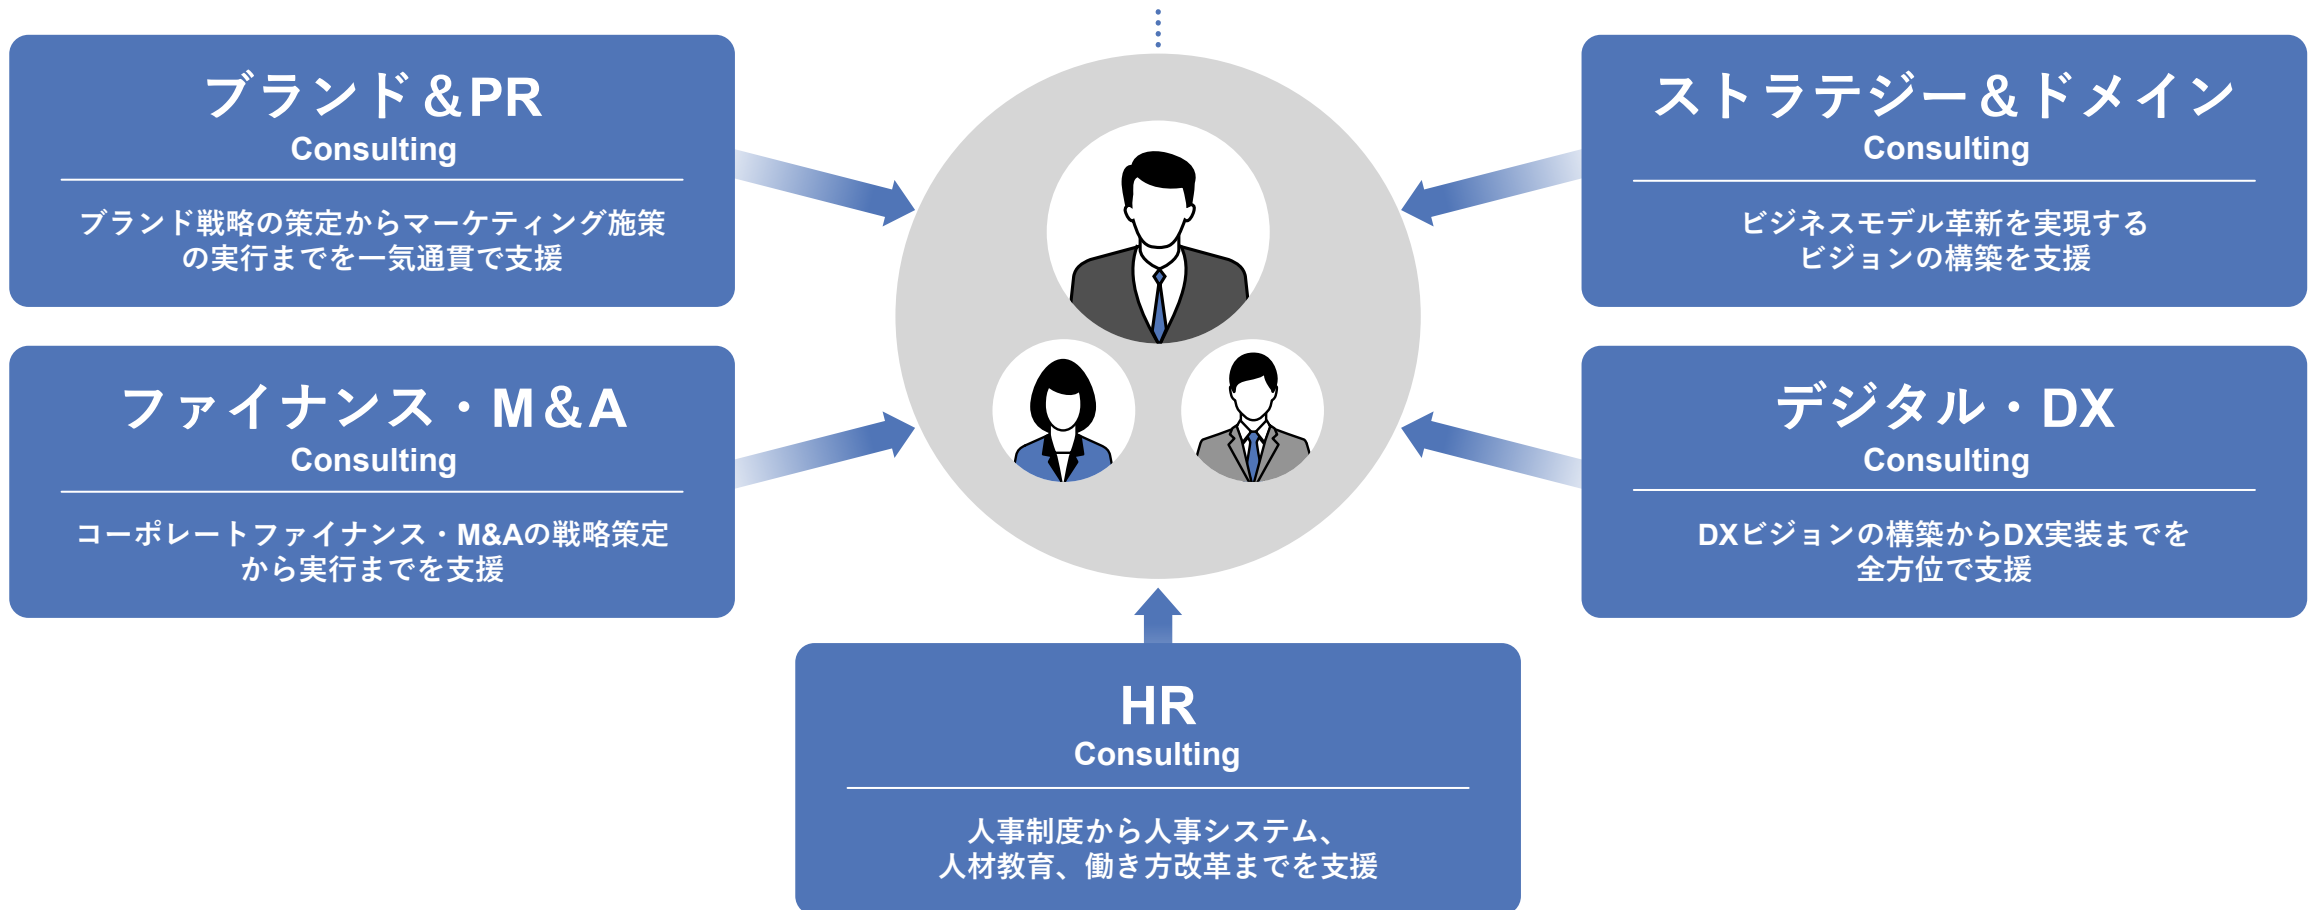 ブランド＆PR
Consulting
ブランド戦略の策定からマーケティング施策
の実行までを一気通貫で支援
ストラテジー＆ドメイン
Consulting
ビジネスモデル革新を実現する
ビジョンの構築を支援
ファイナンス・M＆A
Consulting
コーポレートファイナンス・M&Aの戦略策定
から実行までを支援
デジタル・DX
Consulting
DXビジョンの構築からDX実装までを
全方位で支援
HR
Consulting
人事制度から人事システム、
人材教育、働き方改革までを支援